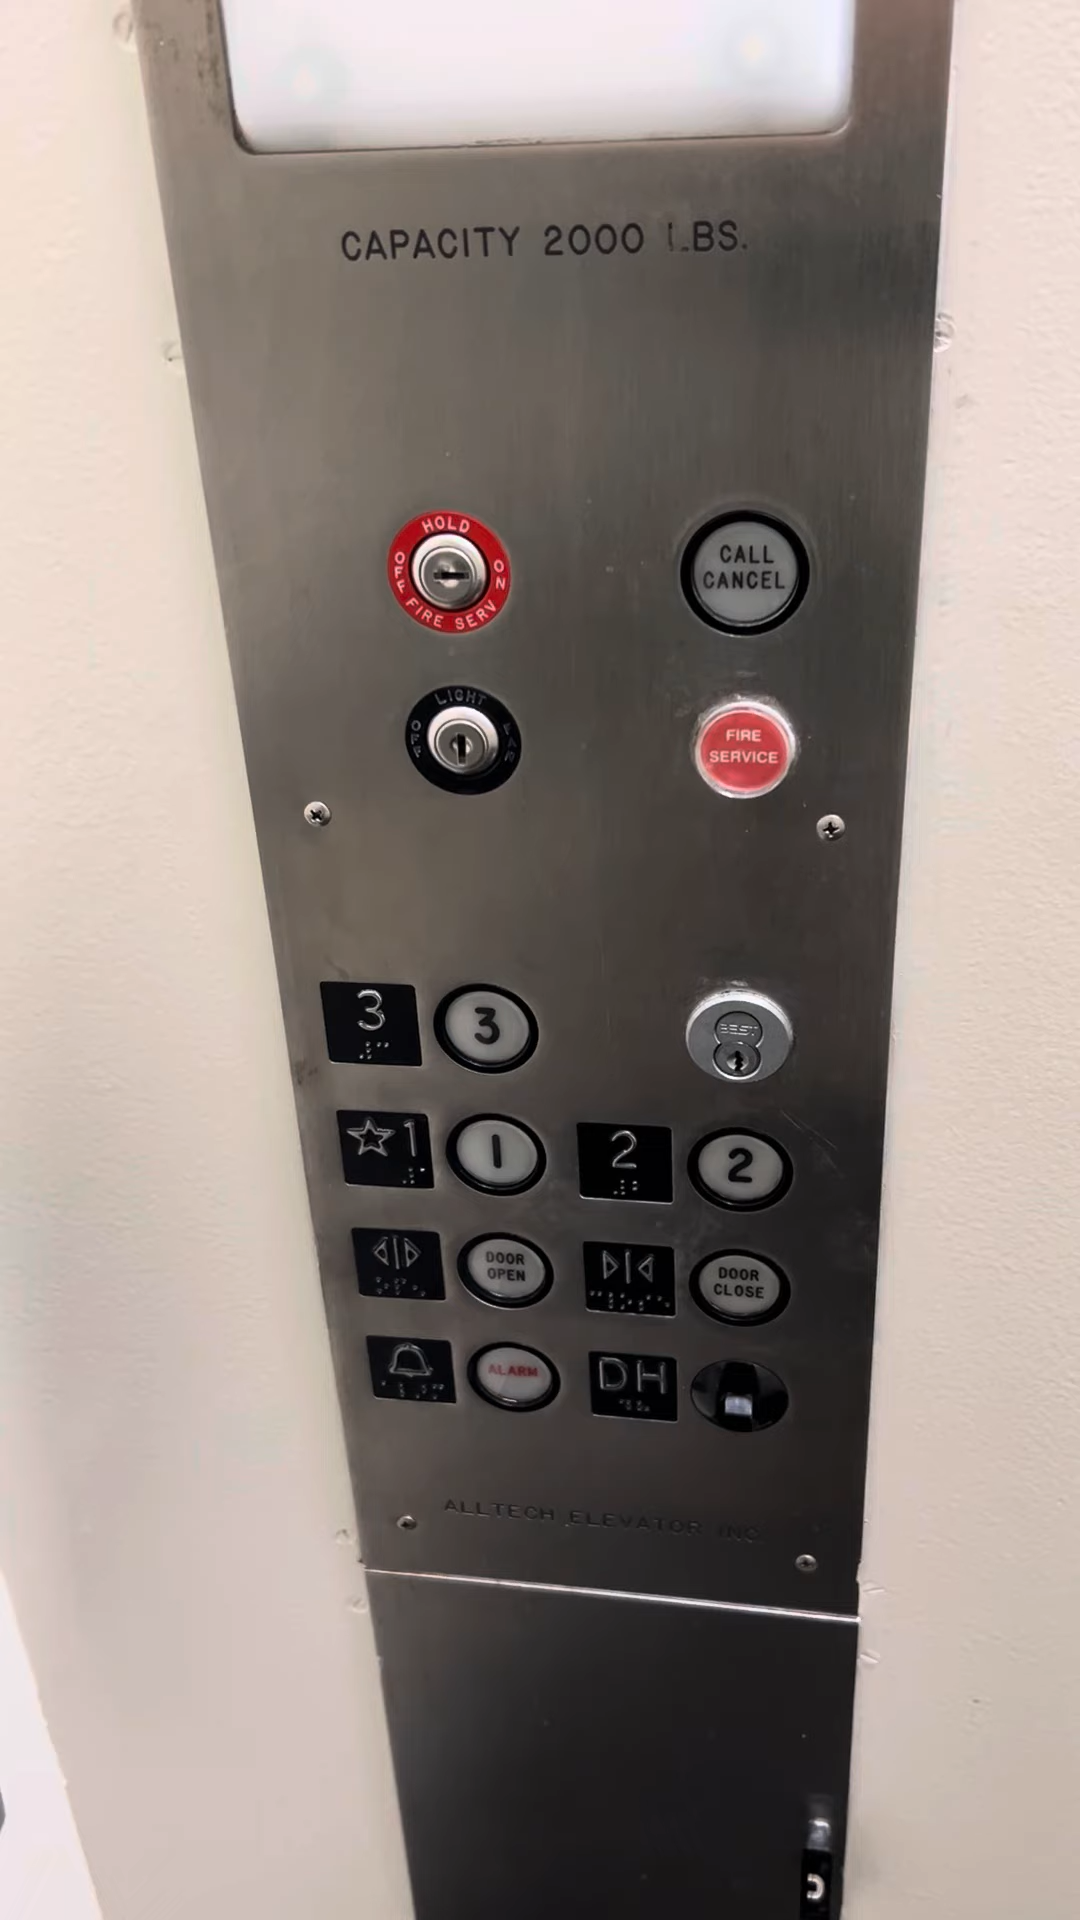 CAPACITY 2000 LBS.
HOLD
OFF
ON
FIRE SERV
CALL
CANCEL
LIGHT
OFF
FAN
FIRE
SERVICE
3
3
BEST
☆1
1
2
2
DOOR
OPEN
DOOR
CLOSE
ALARM
DH
ALLTECH ELEVATOR INC.